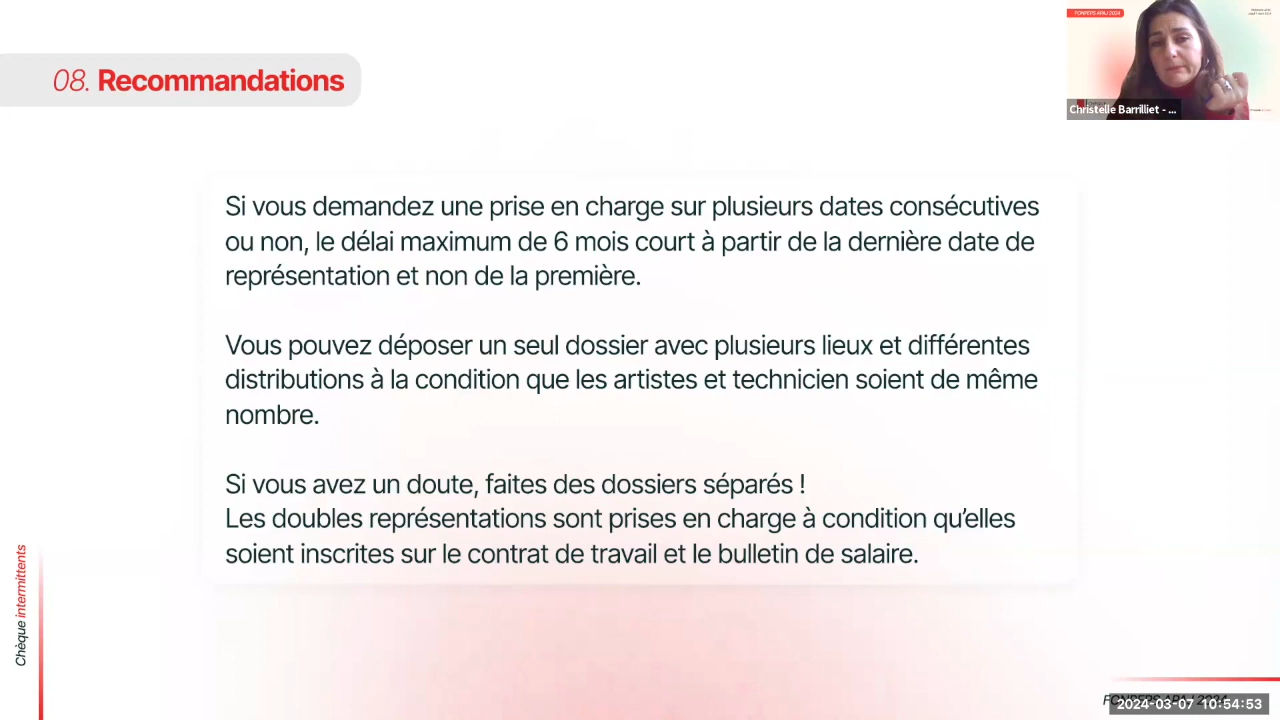 FONPEPS APAJ 2024
Christelle Barrilliet - ...
08. Recommandations
Si vous demandez une prise en charge sur plusieurs dates consécutives
ou non, le délai maximum de 6 mois court à partir de la dernière date de
représentation et non de la première.
Vous pouvez déposer un seul dossier avec plusieurs lieux et différentes
distributions à la condition que les artistes et technicien soient de même
nombre.
Si vous avez un doute, faites des dossiers séparés !
Les doubles représentations sont prises en charge à condition qu’elles
soient inscrites sur le contrat de travail et le bulletin de salaire.
Chèque intermittents
2024-03-07 10:54:53